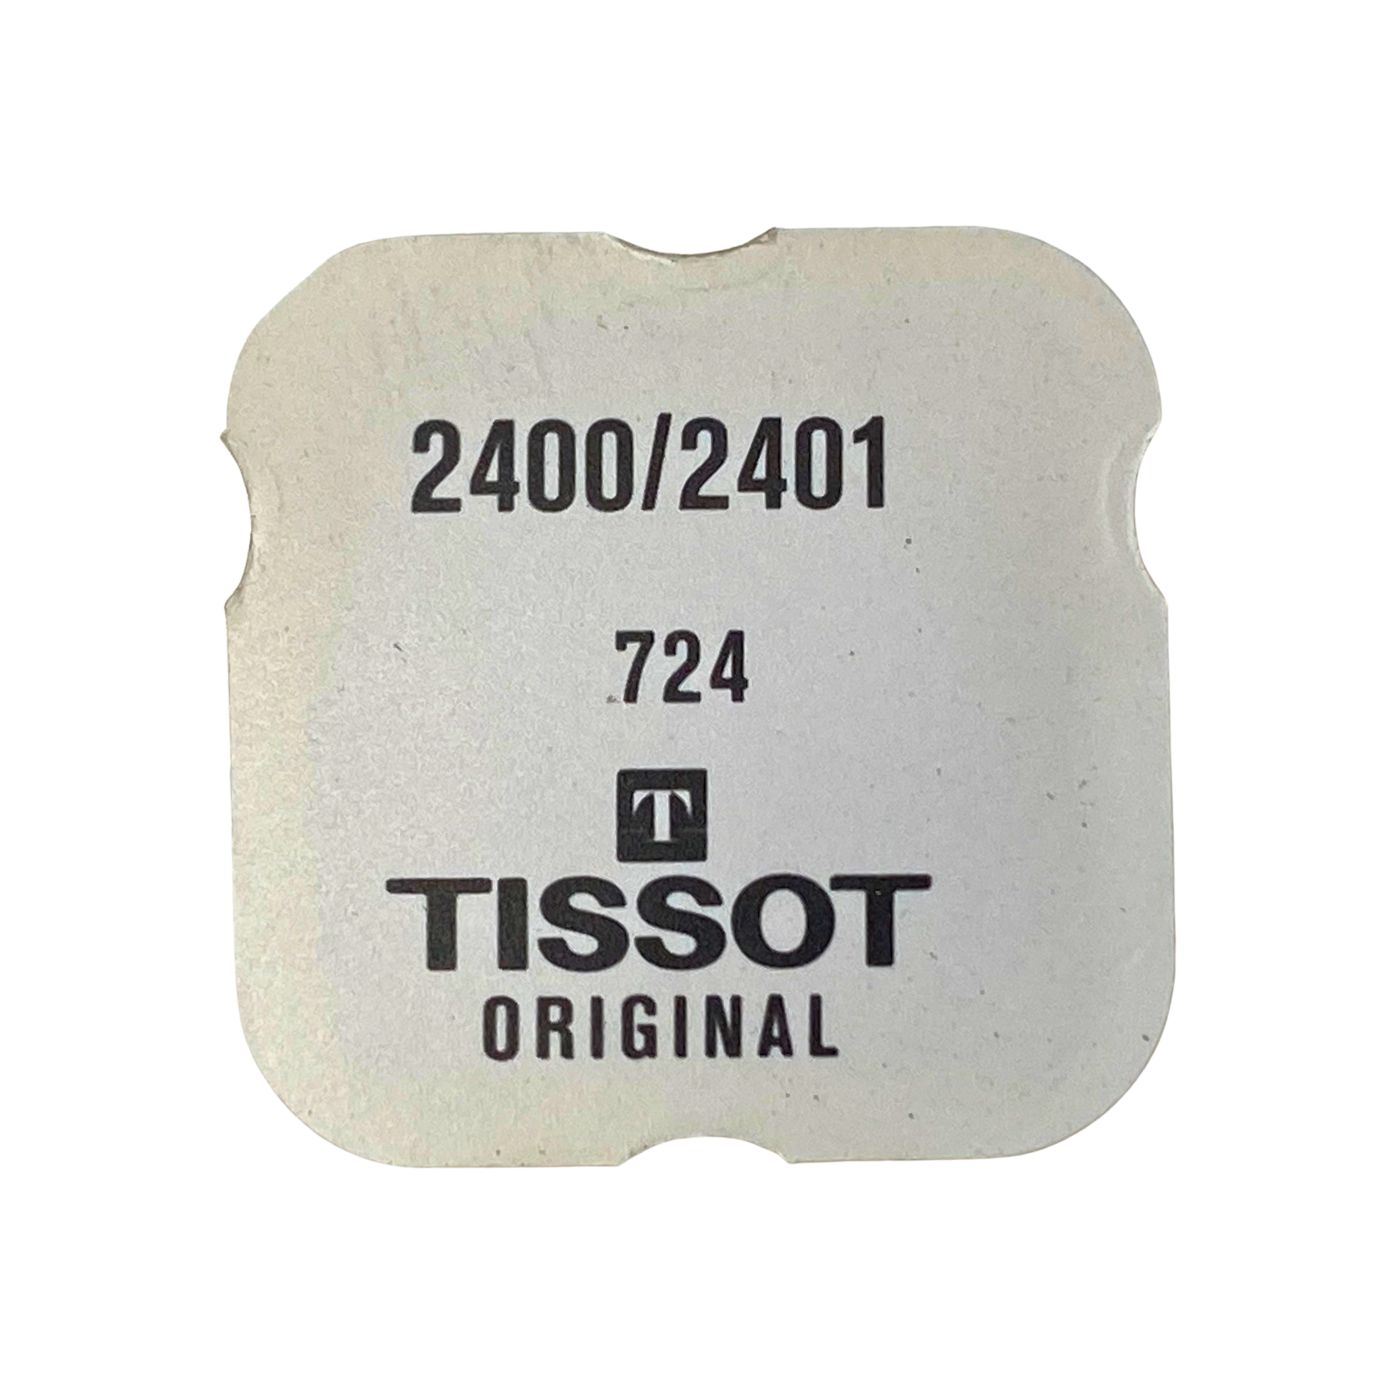 2400/2401
724
T
TISSOT
ORIGINAL